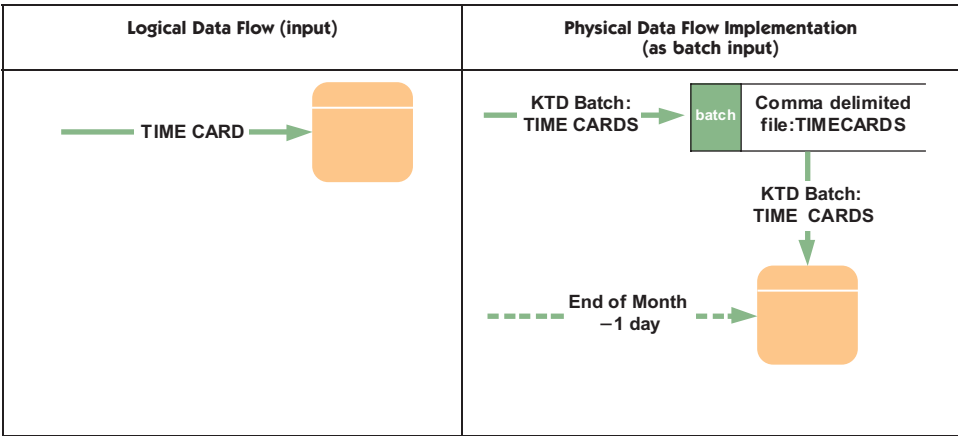 Logical Data Flow (input)
Physical Data Flow Implementation
(as batch input)
TIME CARD
KTD Batch:
TIME CARDS
batch
Comma delimited
file:TIMECARDS
KTD Batch:
TIME CARDS
End of Month
−1 day